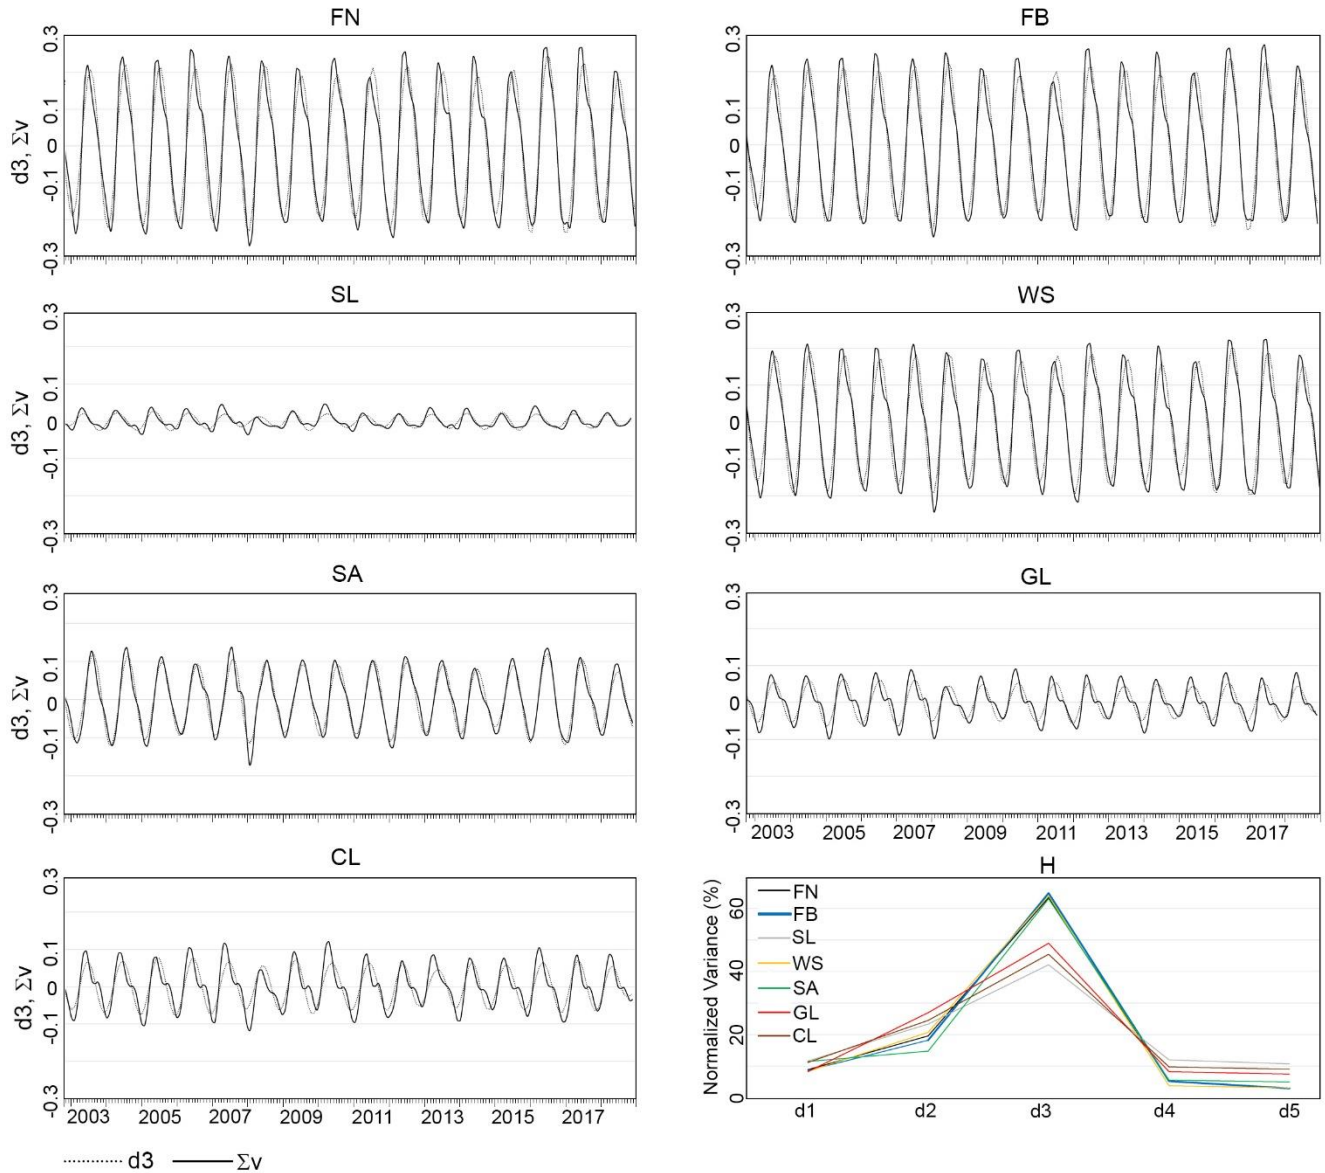 FN
0.3
0.1
0
-0.1
-0.3
d3, Σv
FB
0.3
0.1
0
-0.1
-0.3
SL
0.3
0.1
0
-0.1
-0.3
d3, Σv
WS
0.3
0.1
0
-0.1
-0.3
SA
0.3
0.1
0
-0.1
-0.3
d3, Σv
GL
0.3
0.1
0
-0.1
-0.3
2003 2005 2007 2009 2011 2013 2015 2017
CL
0.3
0.1
0
-0.1
-0.3
d3, Σv
2003 2005 2007 2009 2011 2013 2015 2017
H
Normalized Variance (%)
60
40
20
0
FN
FB
SL
WS
SA
GL
CL
d1 d2 d3 d4 d5
d3 Σv